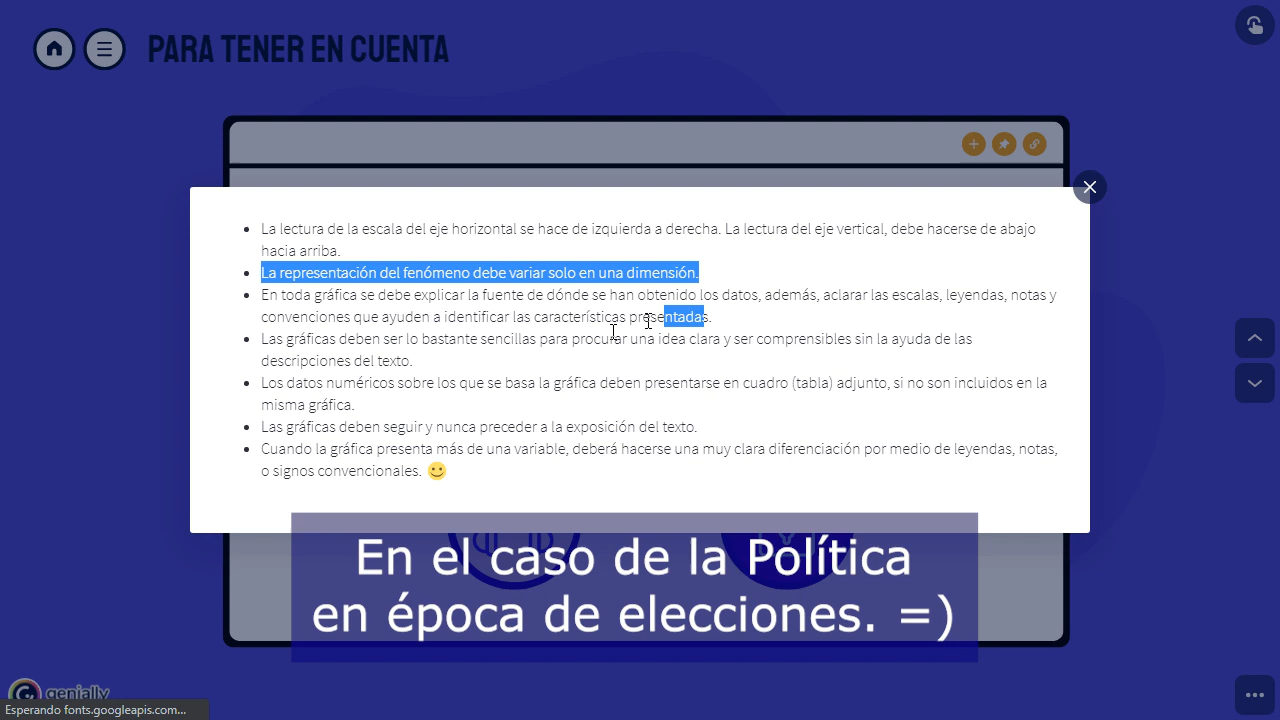 PARA TENER EN CUENTA
La lectura de la escala del eje horizontal se hace de izquierda a derecha. La lectura del eje vertical, debe hacerse de abajo
hacia arriba.
La representación del fenómeno debe variar solo en una dimensión.
En toda gráfica se debe explicar la fuente de dónde se han obtenido los datos, además, aclarar las escalas, leyendas, notas y
convenciones que ayuden a identificar las características presentadas.
Las gráficas deben ser lo bastante sencillas para procurar una idea clara y ser comprensibles sin la ayuda de las
descripciones del texto.
Los datos numéricos sobre los que se basa la gráfica deben presentarse en cuadro (tabla) adjunto, si no son incluidos en la
misma gráfica.
Las gráficas deben seguir y nunca preceder a la exposición del texto.
Cuando la gráfica presenta más de una variable, deberá hacerse una muy clara diferenciación por medio de leyendas, notas,
o signos convencionales. 🙂
En el caso de la Política
en época de elecciones. =)
genially
Esperando fonts.googleapis.com...